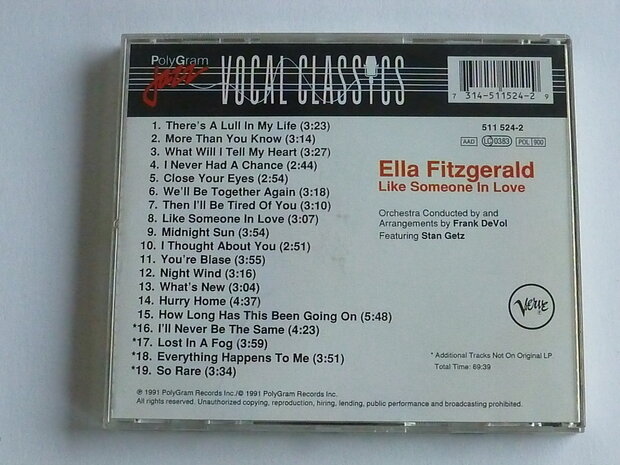 PolyGram
Jazz
VOCAL CLASSICS
7 314-511524-2 9
511 524-2
AAD LC 0383 POL 900
1. There's A Lull In My Life (3:23)
2. More Than You Know (3:14)
3. What Will I Tell My Heart (3:27)
4. I Never Had A Chance (2:44)
5. Close Your Eyes (2:54)
6. We'll Be Together Again (3:18)
7. Then I'll Be Tired Of You (3:10)
8. Like Someone In Love (3:07)
9. Midnight Sun (3:54)
10. I Thought About You (2:51)
11. You're Blase (3:55)
12. Night Wind (3:16)
13. What's New (3:04)
14. Hurry Home (4:37)
15. How Long Has This Been Going On (5:48)
*16. I'll Never Be The Same (4:23)
*17. Lost In A Fog (3:59)
*18. Everything Happens To Me (3:51)
*19. So Rare (3:34)
Ella Fitzgerald
Like Someone In Love
Orchestra Conducted by and
Arrangements by Frank DeVol
Featuring Stan Getz
Verve
* Additional Tracks Not On Original LP
Total Time: 69:39
℗ 1991 PolyGram Records Inc./© 1991 PolyGram Records Inc.
All rights reserved. Unauthorized copying, reproduction, hiring, lending, public performance and broadcasting prohibited.